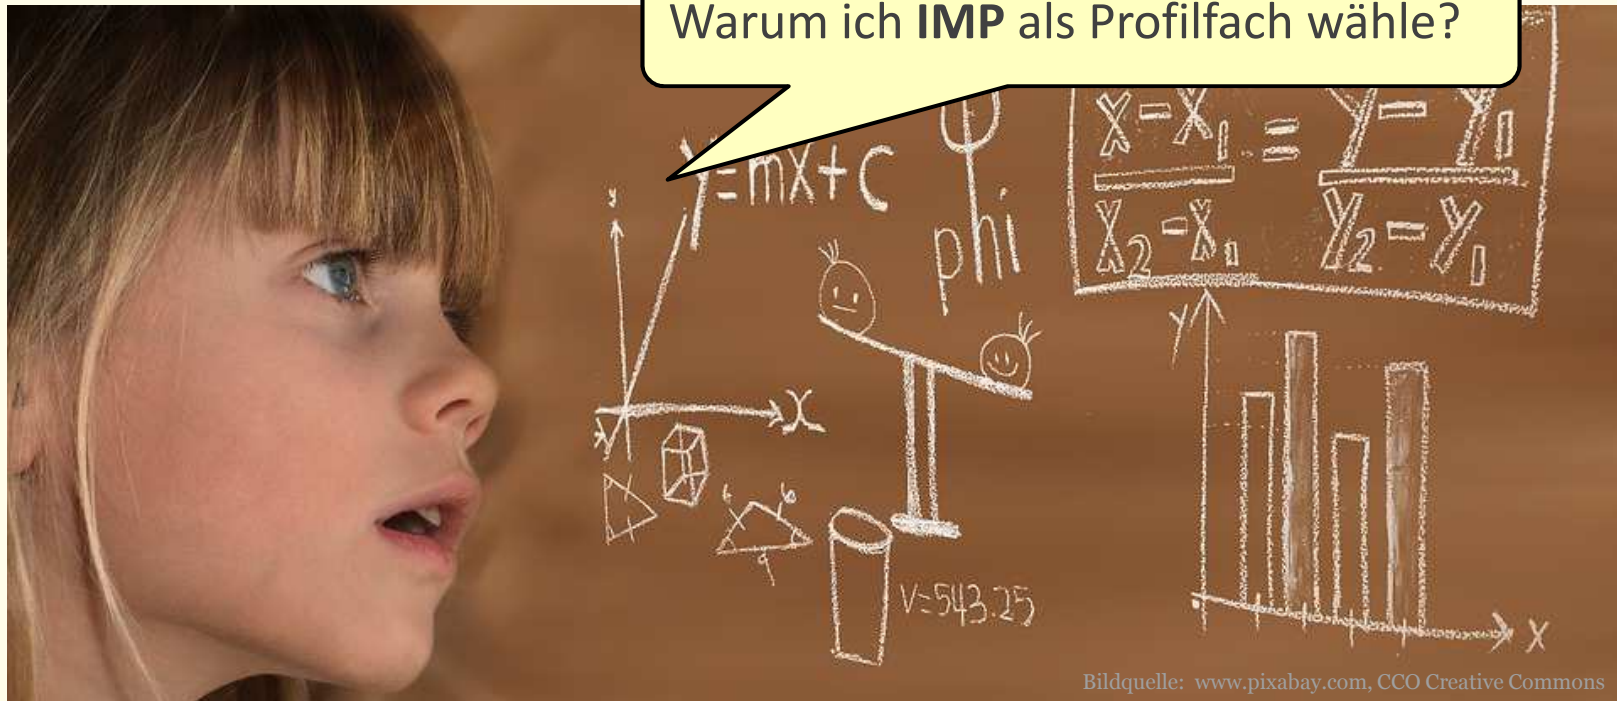 Warum ich IMP als Profilfach wähle?
y=mx+c
phi
X-X1 = Y-Y1
X2-X1 Y2-Y1
y
x
y
x
b
a
V=543.25
Bildquelle: www.pixabay.com, CCO Creative Commons